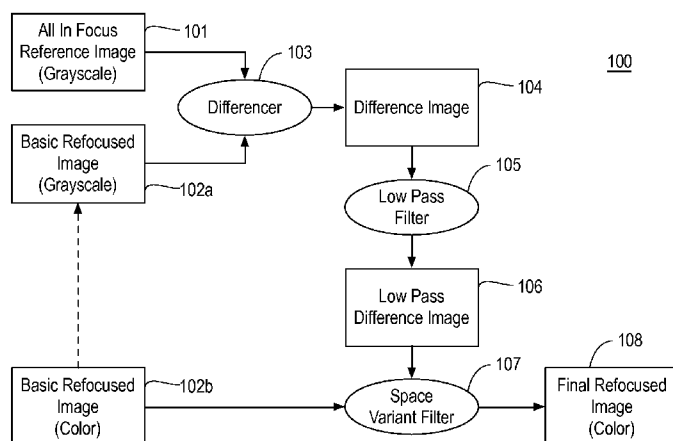 All In Focus
Reference Image
(Grayscale)
101
103
Differencer
100
104
Difference Image
Basic Refocused
Image
(Grayscale)
102a
105
Low Pass
Filter
106
Low Pass
Difference Image
Basic Refocused
Image
(Color)
102b
107
Space
Variant Filter
108
Final Refocused
Image
(Color)